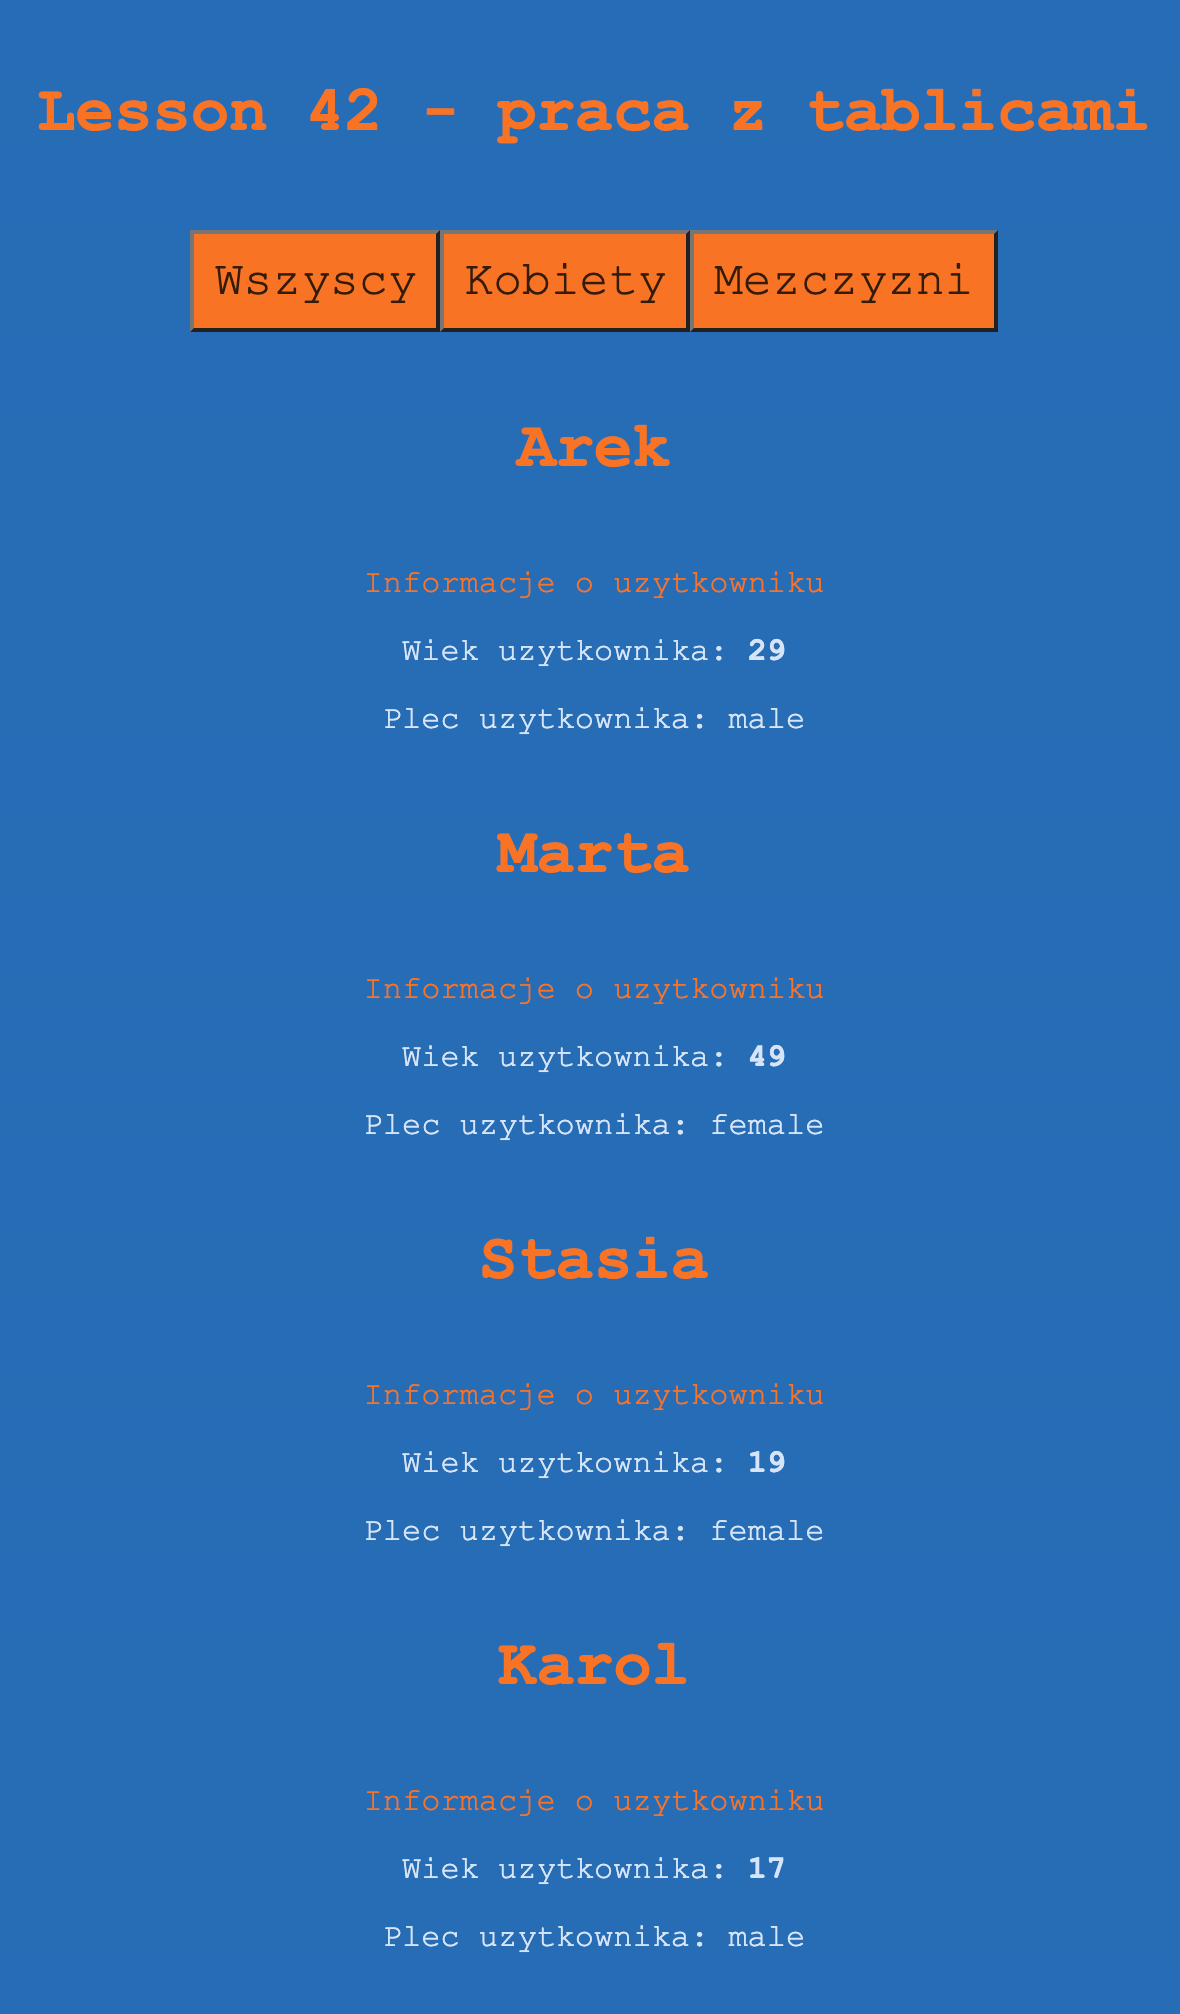 Lesson 42 - praca z tablicami
Wszyscy Kobiety Mezczyzni
Arek
Informacje o uzytkowniku
Wiek uzytkownika: 29
Plec uzytkownika: male
Marta
Informacje o uzytkowniku
Wiek uzytkownika: 49
Plec uzytkownika: female
Stasia
Informacje o uzytkowniku
Wiek uzytkownika: 19
Plec uzytkownika: female
Karol
Informacje o uzytkowniku
Wiek uzytkownika: 17
Plec uzytkownika: male